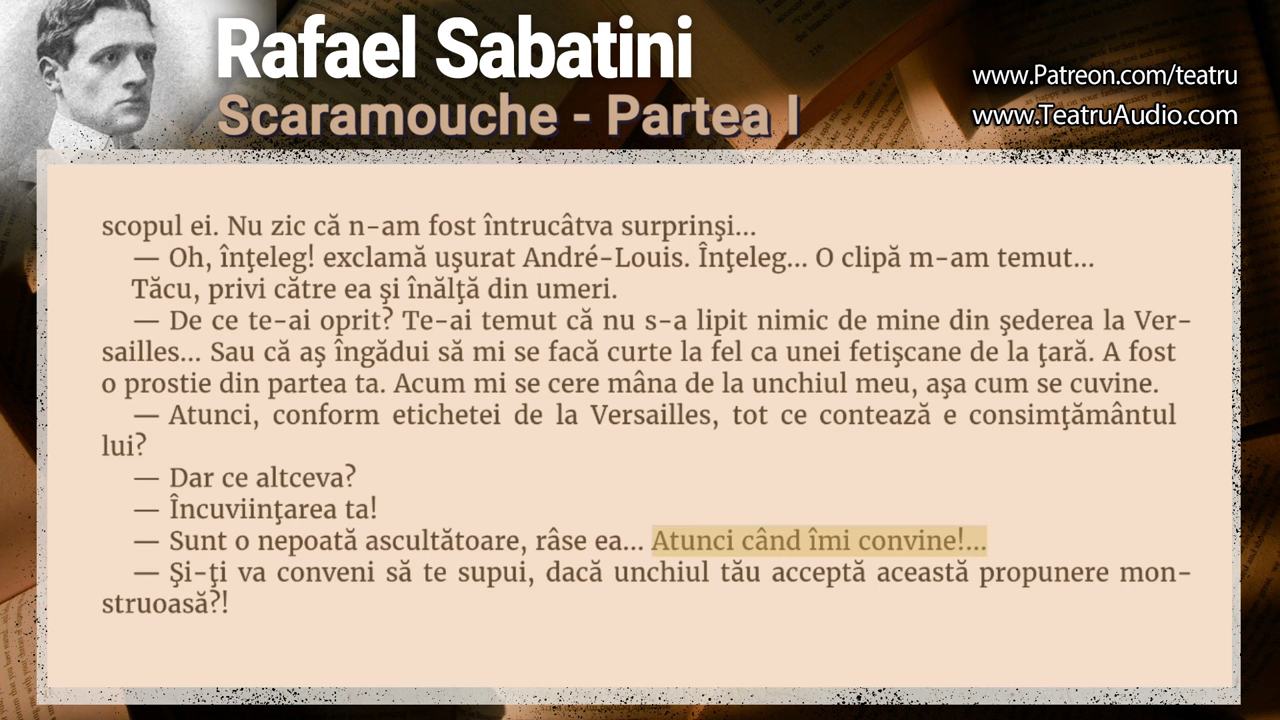 Rafael Sabatini
Scaramouche - Partea I
www.Patreon.com/teatru
www.TeatruAudio.com
scopul ei. Nu zic că n-am fost întrucâtva surprinşi...
— Oh, înţeleg! exclamă uşurat André-Louis. Înţeleg... O clipă m-am temut...
Tăcu, privi către ea şi înălţă din umeri.
— De ce te-ai oprit? Te-ai temut că nu s-a lipit nimic de mine din şederea la Ver-
sailles... Sau că aş îngădui să mi se facă curte la fel ca unei fetişcane de la ţară. A fost
o prostie din partea ta. Acum mi se cere mâna de la unchiul meu, aşa cum se cuvine.
— Atunci, conform etichetei de la Versailles, tot ce contează e consimţământul
lui?
— Dar ce altceva?
— Încuviinţarea ta!
— Sunt o nepoată ascultătoare, râse ea... Atunci când îmi convine!...
— Şi-ţi va conveni să te supui, dacă unchiul tău acceptă această propunere mon-
struoasă?!